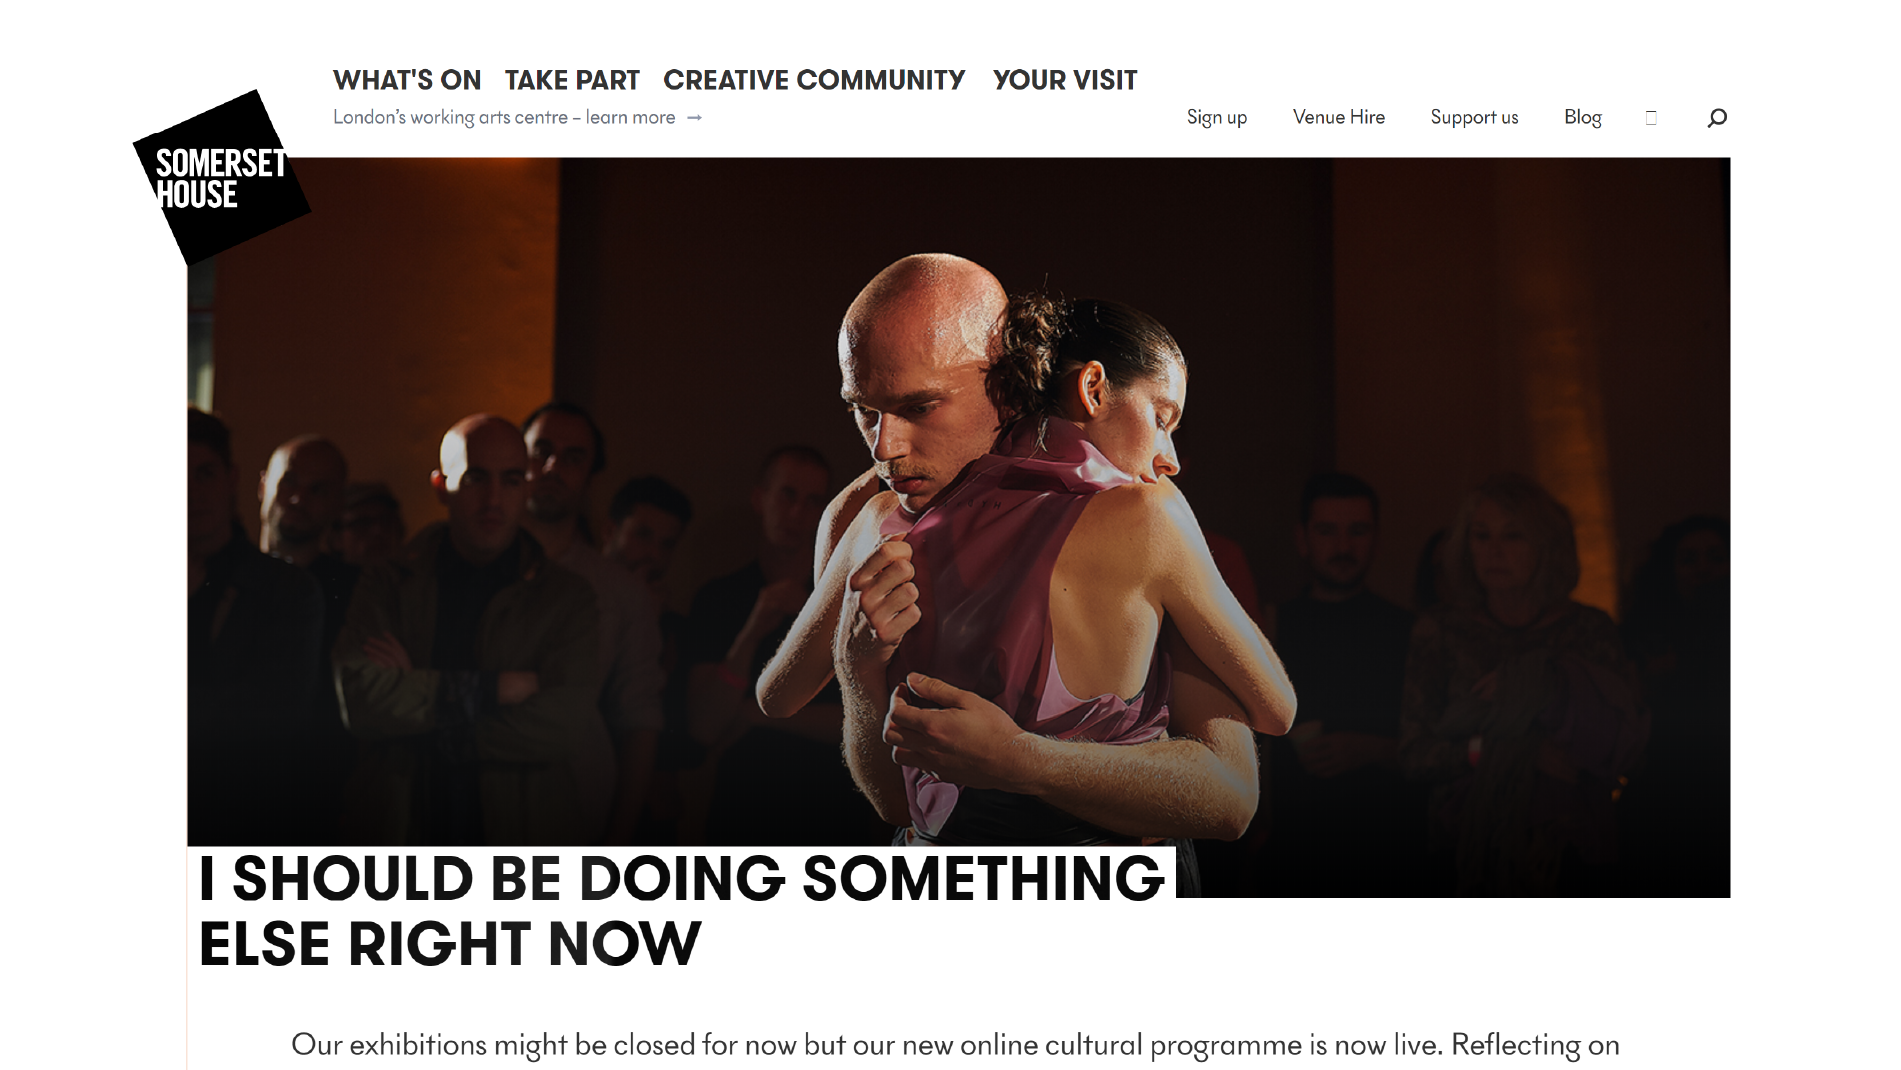 WHAT'S ON TAKE PART CREATIVE COMMUNITY YOUR VISIT
London's working arts centre – learn more →
Sign up Venue Hire Support us Blog
SOMERSET
HOUSE
I SHOULD BE DOING SOMETHING
ELSE RIGHT NOW
Our exhibitions might be closed for now but our new online cultural programme is now live. Reflecting on